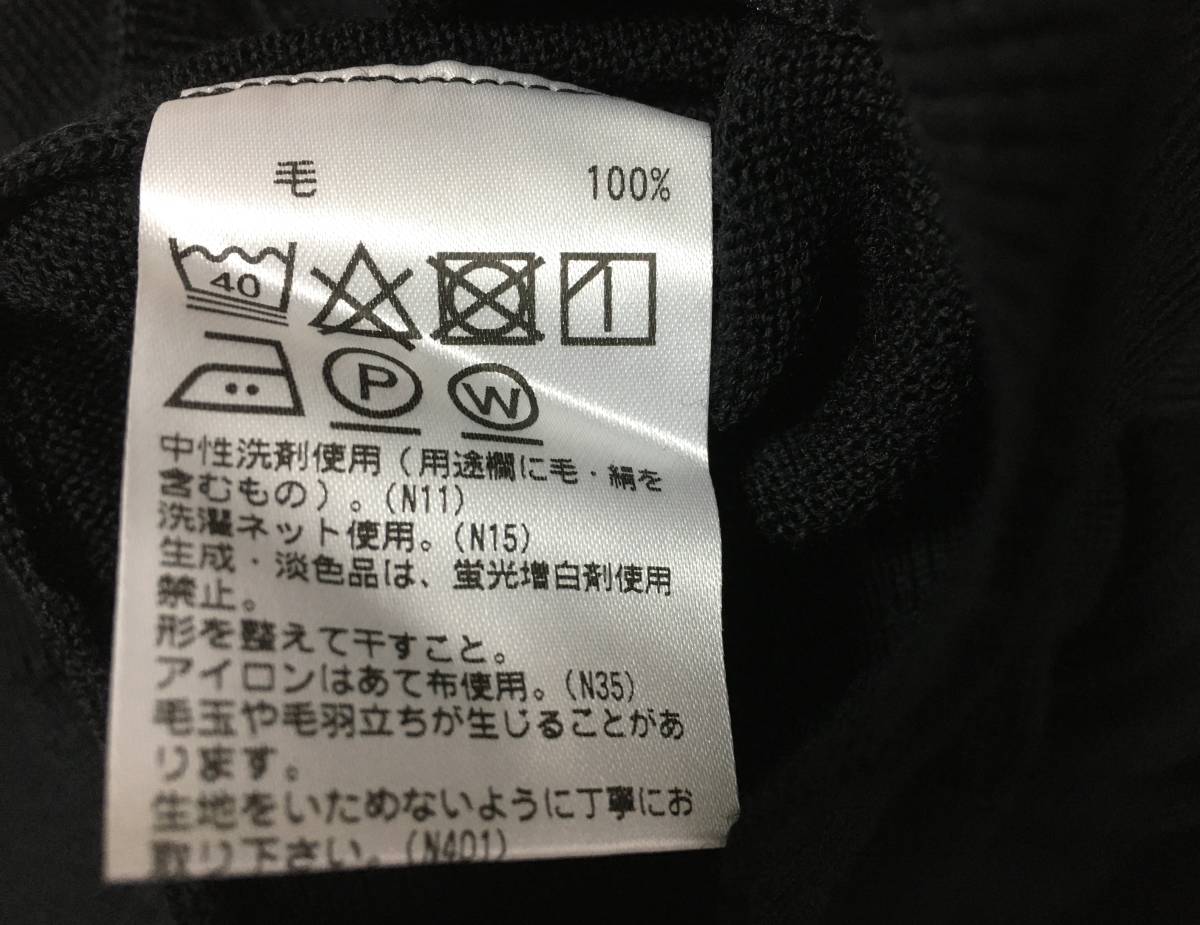 毛 100%
40
P W
中性洗剤使用(用途欄に毛・絹を
含むもの)。(N11)
洗濯ネット使用。(N15)
生成・淡色品は、蛍光増白剤使用
禁止。
形を整えて干すこと。
アイロンはあて布使用。(N35)
毛玉や毛羽立ちが生じることがあ
ります。
生地をいためないように丁寧にお
取り下さい。(N401)